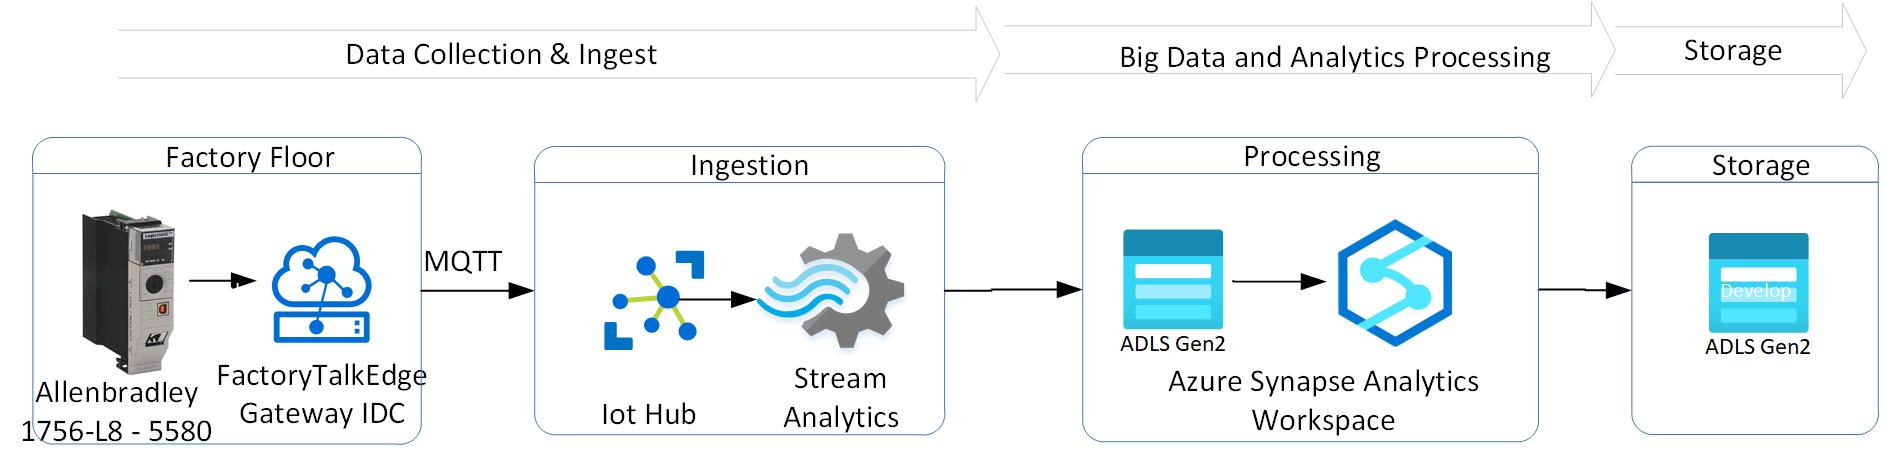 Data Collection & Ingest
Big Data and Analytics Processing
Storage
Factory Floor
Ingestion
Processing
Storage
MQTT
Develop
ADLS Gen2
ADLS Gen2
FactoryTalkEdge
Gateway IDC
Allenbradley
1756-L8 - 5580
Iot Hub
Stream
Analytics
Azure Synapse Analytics
Workspace